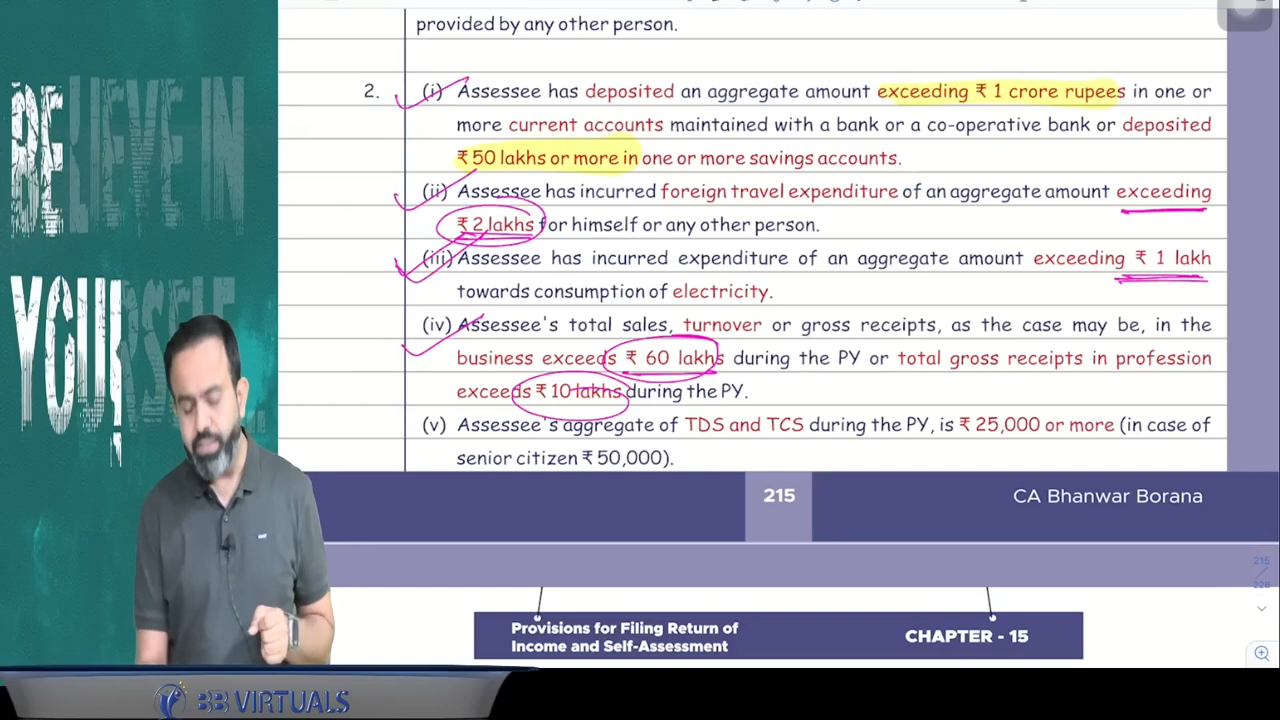 BELIEVE IN
YOURSELF..
provided by any other person.
2. (i) Assessee has deposited an aggregate amount exceeding ₹ 1 crore rupees in one or
more current accounts maintained with a bank or a co-operative bank or deposited
₹ 50 lakhs or more in one or more savings accounts.
(ii) Assessee has incurred foreign travel expenditure of an aggregate amount exceeding
₹ 2 lakhs for himself or any other person.
(iii) Assessee has incurred expenditure of an aggregate amount exceeding ₹ 1 lakh
towards consumption of electricity.
(iv) Assessee's total sales, turnover or gross receipts, as the case may be, in the
business exceeds ₹ 60 lakhs during the PY or total gross receipts in profession
exceeds ₹ 10 lakhs during the PY.
(v) Assessee's aggregate of TDS and TCS during the PY, is ₹ 25,000 or more (in case of
senior citizen ₹ 50,000).
215
CA Bhanwar Borana
215
228
Provisions for Filing Return of
Income and Self-Assessment
CHAPTER - 15
BB VIRTUALS